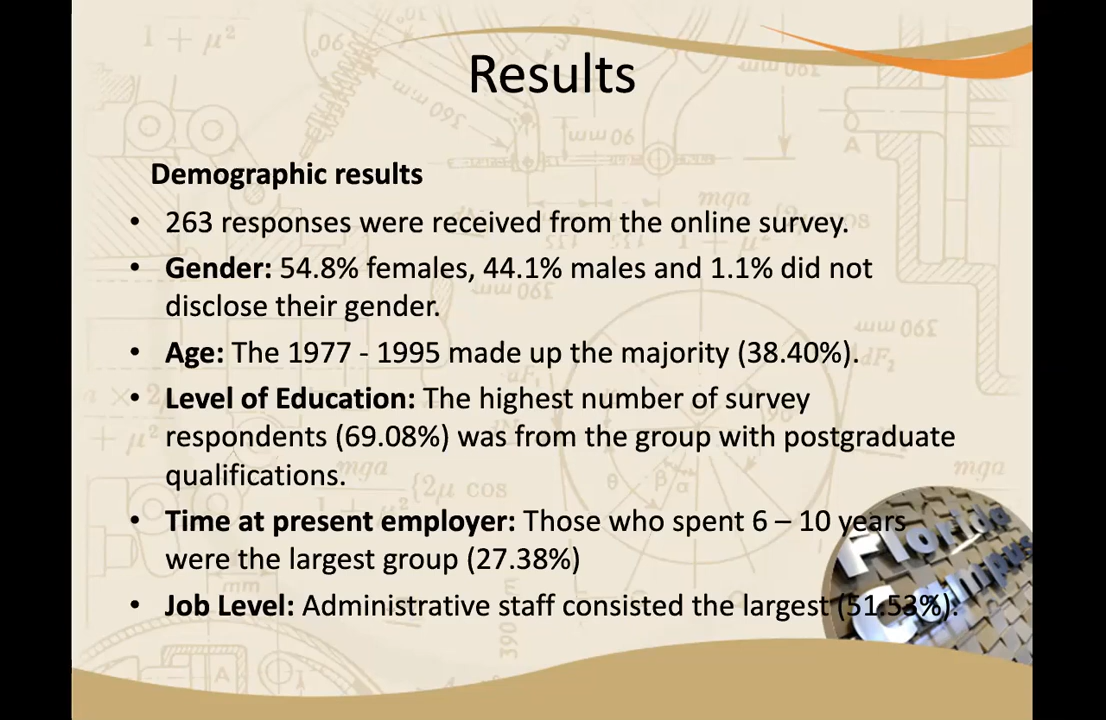 Results
Demographic results
• 263 responses were received from the online survey.
• Gender: 54.8% females, 44.1% males and 1.1% did not
disclose their gender.
• Age: The 1977 - 1995 made up the majority (38.40%).
• Level of Education: The highest number of survey
respondents (69.08%) was from the group with postgraduate
qualifications.
• Time at present employer: Those who spent 6 – 10 years
were the largest group (27.38%)
• Job Level: Administrative staff consisted the largest (51.53%).
Florida
Campus